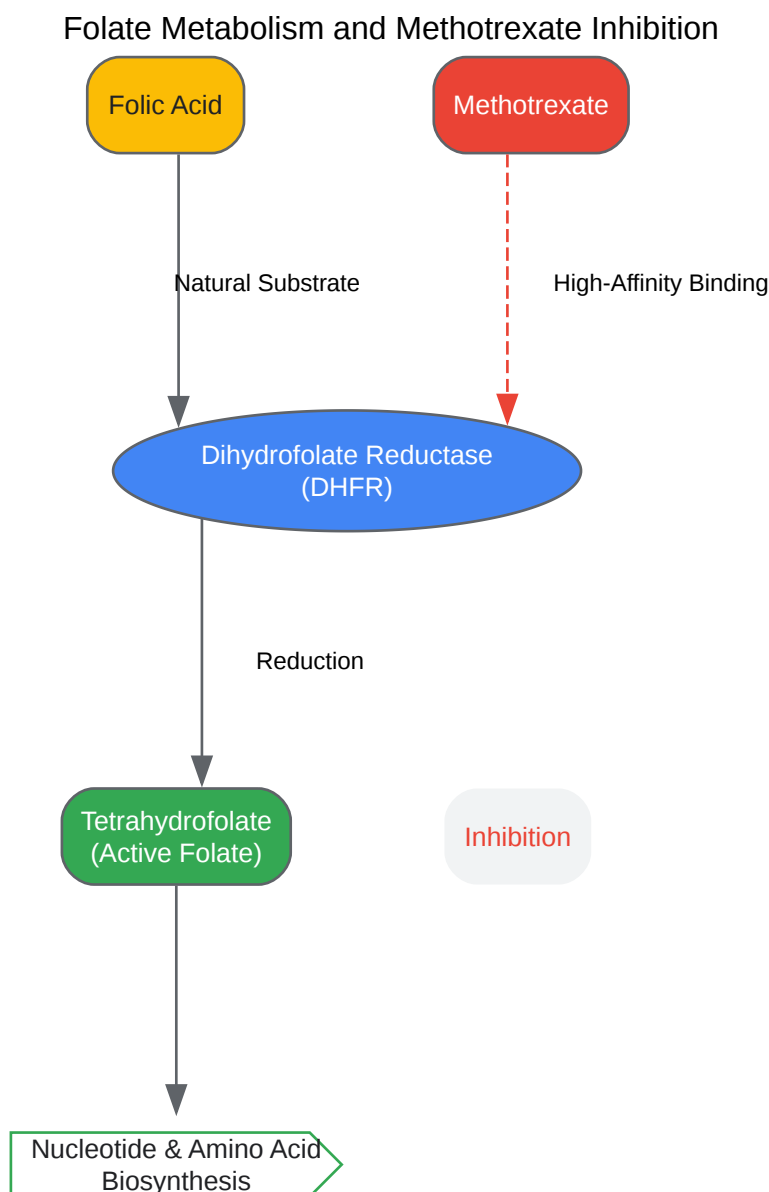 Folate Metabolism and Methotrexate Inhibition
Folic Acid
Methotrexate
Natural Substrate
High-Affinity Binding
Dihydrofolate Reductase
(DHFR)
Reduction
Tetrahydrofolate
(Active Folate)
Inhibition
Nucleotide & Amino Acid
Biosynthesis